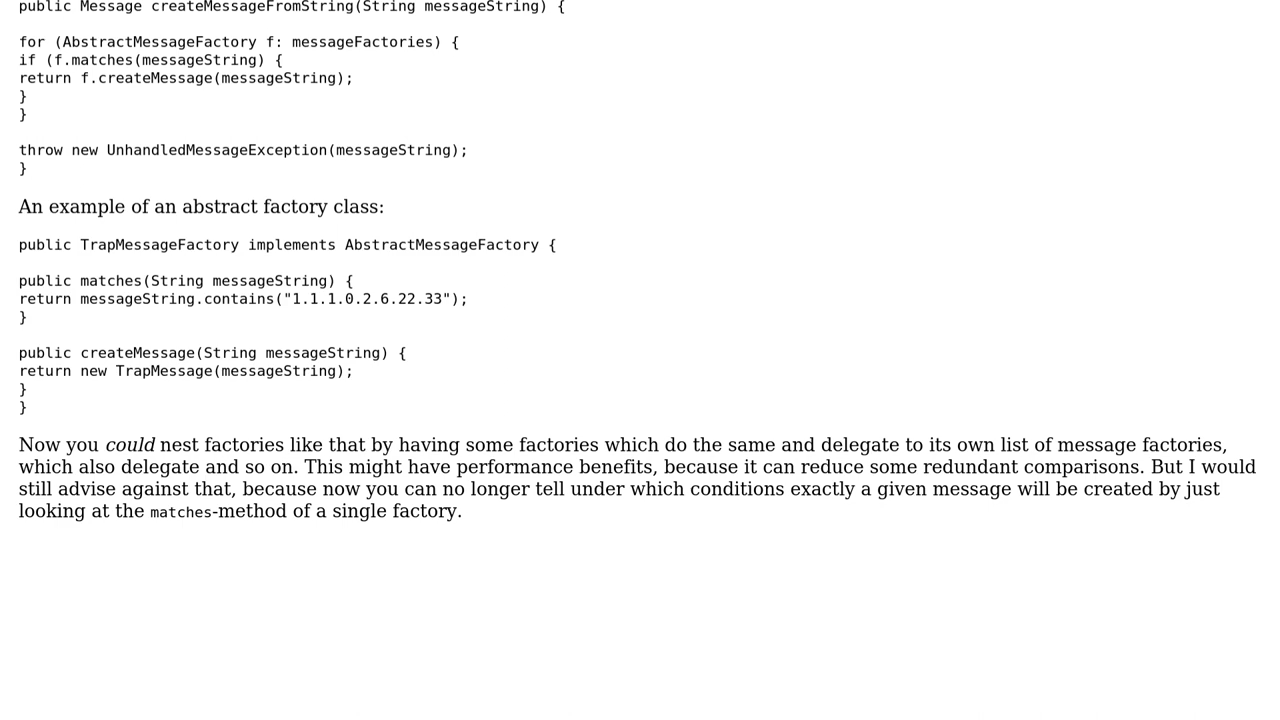 public Message createMessageFromString(String messageString) {
for (AbstractMessageFactory f: messageFactories) {
if (f.matches(messageString) {
return f.createMessage(messageString);
}
}
throw new UnhandledMessageException(messageString);
}
An example of an abstract factory class:
public TrapMessageFactory implements AbstractMessageFactory {
public matches(String messageString) {
return messageString.contains("1.1.1.0.2.6.22.33");
}
public createMessage(String messageString) {
return new TrapMessage(messageString);
}
}
Now you could nest factories like that by having some factories which do the same and delegate to its own list of message factories,
which also delegate and so on. This might have performance benefits, because it can reduce some redundant comparisons. But I would
still advise against that, because now you can no longer tell under which conditions exactly a given message will be created by just
looking at the matches-method of a single factory.